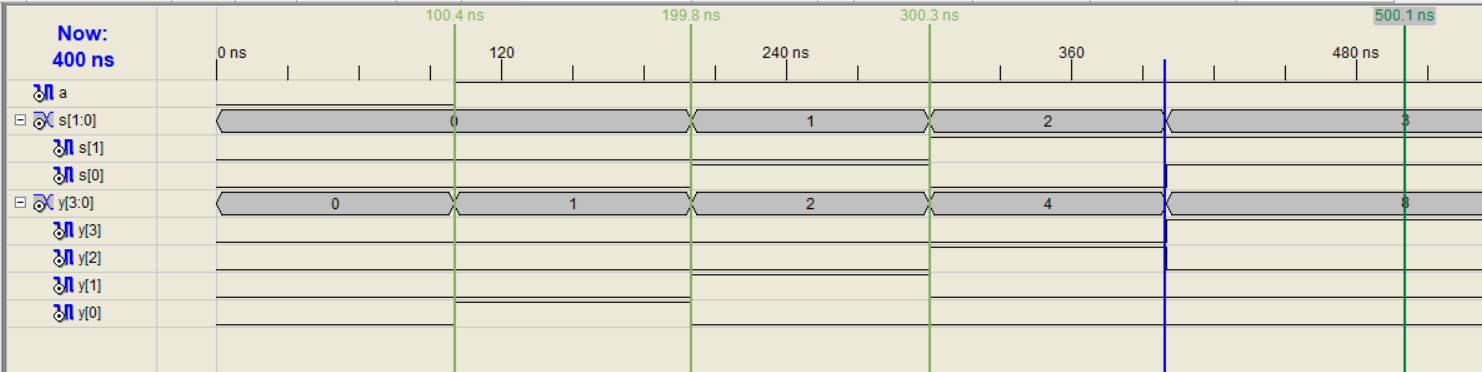 100.4 ns 199.8 ns 300.3 ns 500.1 ns
Now:
400 ns
0 ns 120 240 ns 360 480 ns
a
s[1:0] 0 1 2 3
s[1]
s[0]
y[3:0] 0 1 2 4 8
y[3]
y[2]
y[1]
y[0]